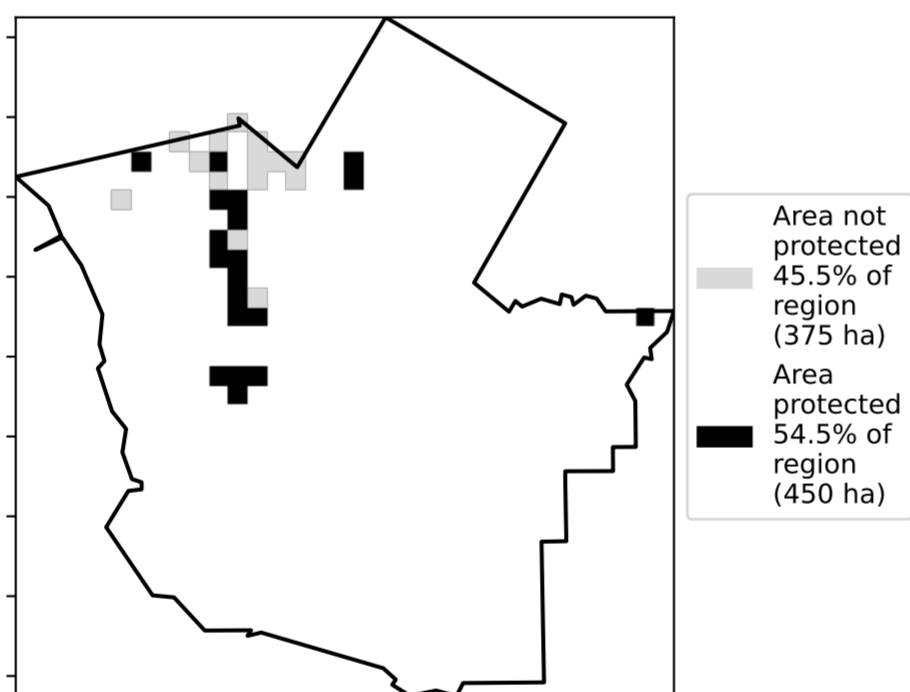 Area not
protected
45.5% of
region
(375 ha)
Area
protected
54.5% of
region
(450 ha)